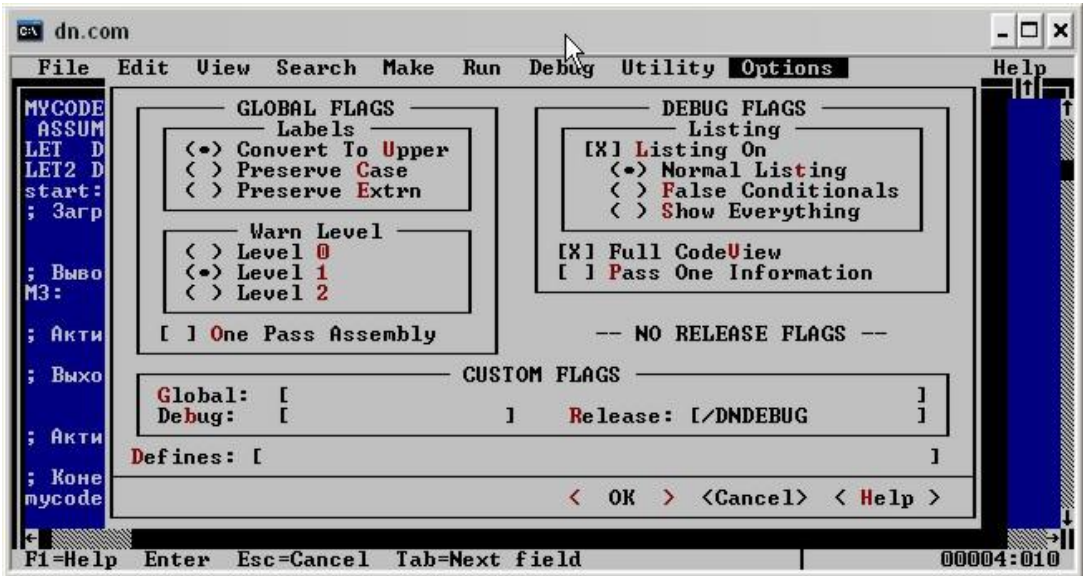 dn.com
File Edit View Search Make Run Debug Utility Options Help
MYCODE
ASSUM
LET D
LET2 D
start:
; Загр
; Выво
M3:
; Акти
; Выхо
; Акти
; Коне
mycode
GLOBAL FLAGS
Labels
(•) Convert To Upper
( ) Preserve Case
( ) Preserve Extrn
Warn Level
( ) Level 0
(•) Level 1
( ) Level 2
[ ] One Pass Assembly
DEBUG FLAGS
Listing
[X] Listing On
(•) Normal Listing
( ) False Conditionals
( ) Show Everything
[X] Full CodeView
[ ] Pass One Information
-- NO RELEASE FLAGS --
CUSTOM FLAGS
Global: [ ]
Debug: [ ] Release: [/DNDEBUG ]
Defines: [ ]
< OK > <Cancel> < Help >
F1=Help Enter Esc=Cancel Tab=Next field 00004:010